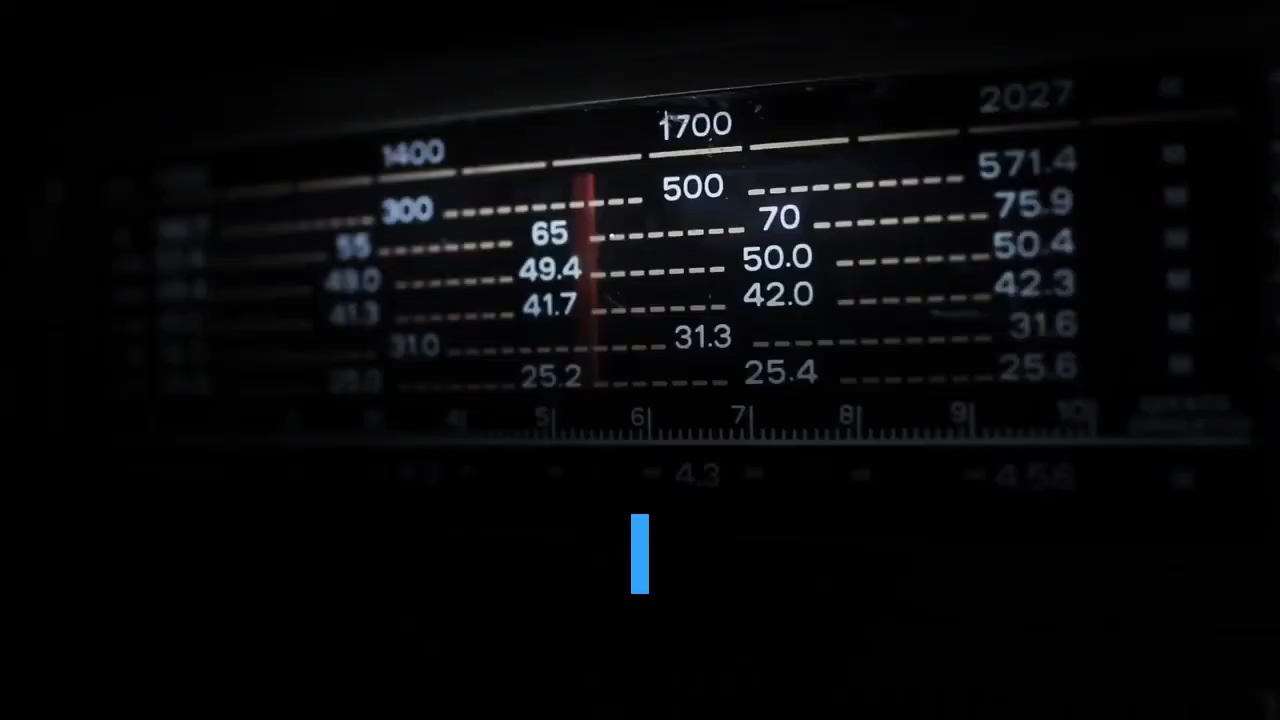 1400 1700 2027
300 500 571.4
55 65 70 75.9
49.0 49.4 50.0 50.4
41.3 41.7 42.0 42.3
31.0 31.3 31.6
25.0 25.2 25.4 25.6
4 5 6 7 8 9 10
4.3 4.56